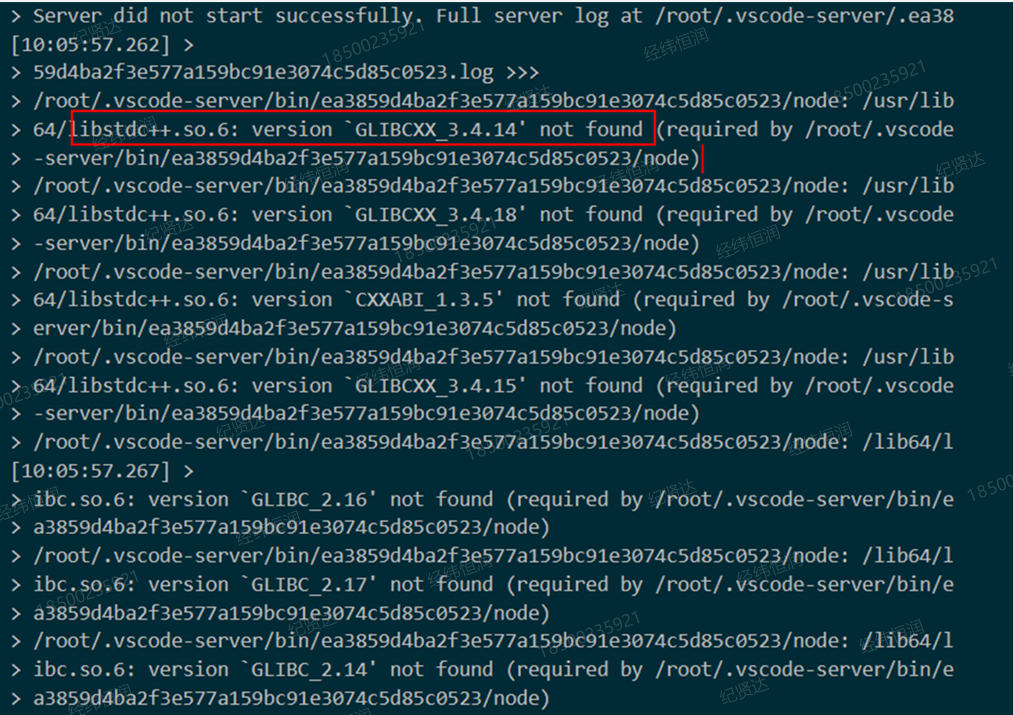 > Server did not start successfully. Full server log at /root/.vscode-server/.ea38
[10:05:57.262] >
> 59d4ba2f3e577a159bc91e3074c5d85c0523.log >>>
> /root/.vscode-server/bin/ea3859d4ba2f3e577a159bc91e3074c5d85c0523/node: /usr/lib
> 64/libstdc++.so.6: version `GLIBCXX_3.4.14' not found (required by /root/.vscode
> -server/bin/ea3859d4ba2f3e577a159bc91e3074c5d85c0523/node)
> /root/.vscode-server/bin/ea3859d4ba2f3e577a159bc91e3074c5d85c0523/node: /usr/lib
> 64/libstdc++.so.6: version `GLIBCXX_3.4.18' not found (required by /root/.vscode
> -server/bin/ea3859d4ba2f3e577a159bc91e3074c5d85c0523/node)
> /root/.vscode-server/bin/ea3859d4ba2f3e577a159bc91e3074c5d85c0523/node: /usr/lib
> 64/libstdc++.so.6: version `CXXABI_1.3.5' not found (required by /root/.vscode-s
> erver/bin/ea3859d4ba2f3e577a159bc91e3074c5d85c0523/node)
> /root/.vscode-server/bin/ea3859d4ba2f3e577a159bc91e3074c5d85c0523/node: /usr/lib
> 64/libstdc++.so.6: version `GLIBCXX_3.4.15' not found (required by /root/.vscode
> -server/bin/ea3859d4ba2f3e577a159bc91e3074c5d85c0523/node)
> /root/.vscode-server/bin/ea3859d4ba2f3e577a159bc91e3074c5d85c0523/node: /lib64/l
[10:05:57.267] >
> ibc.so.6: version `GLIBC_2.16' not found (required by /root/.vscode-server/bin/e
> a3859d4ba2f3e577a159bc91e3074c5d85c0523/node)
> /root/.vscode-server/bin/ea3859d4ba2f3e577a159bc91e3074c5d85c0523/node: /lib64/l
> ibc.so.6: version `GLIBC_2.17' not found (required by /root/.vscode-server/bin/e
> a3859d4ba2f3e577a159bc91e3074c5d85c0523/node)
> /root/.vscode-server/bin/ea3859d4ba2f3e577a159bc91e3074c5d85c0523/node: /lib64/l
> ibc.so.6: version `GLIBC_2.14' not found (required by /root/.vscode-server/bin/e
> a3859d4ba2f3e577a159bc91e3074c5d85c0523/node)
纪贤达
18500235921
经纬恒润